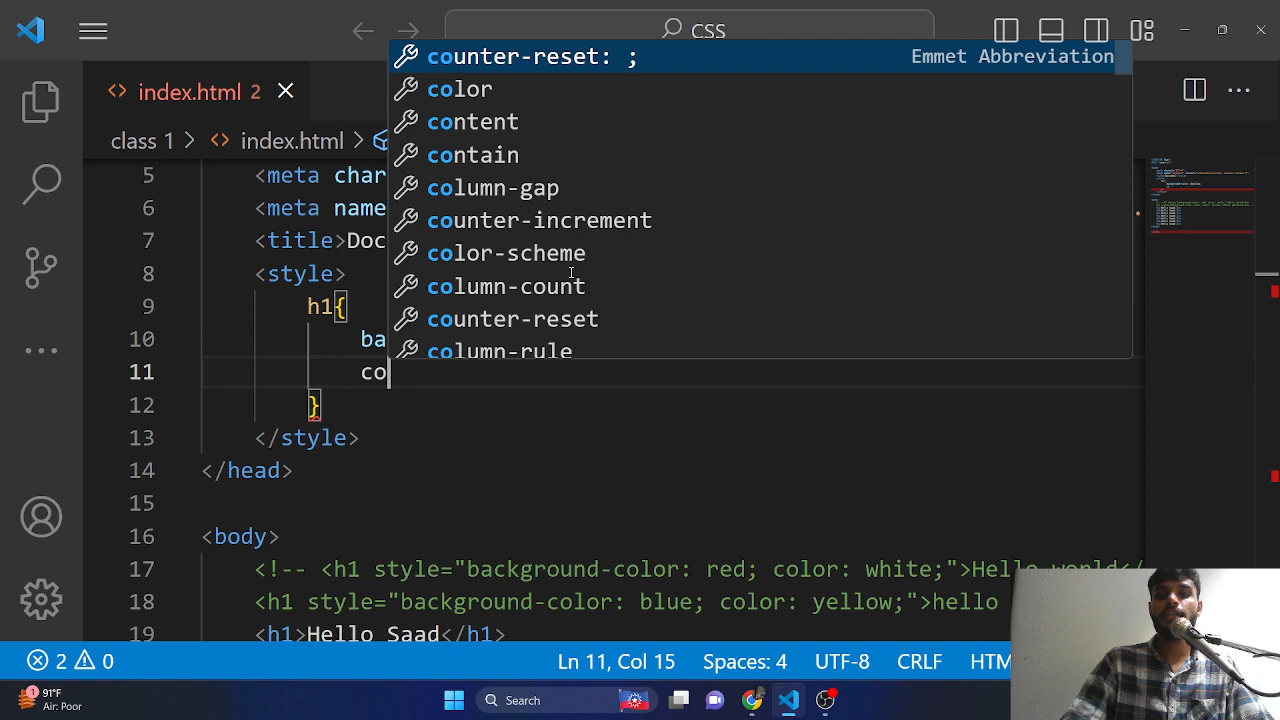 CSS
index.html 2
class 1 > index.html >
counter-reset: ; Emmet Abbreviation
color
content
contain
column-gap
counter-increment
color-scheme
column-count
counter-reset
column-rule
5 <meta char
6 <meta name
7 <title>Doc
8 <style>
9 h1{
10 ba
11 co
12 }
13 </style>
14 </head>
15
16 <body>
17 <!-- <h1 style="background-color: red; color: white;">Hello world</
18 <h1 style="background-color: blue; color: yellow;">hello
19 <h1>Hello Saad</h1>
2 0 Ln 11, Col 15 Spaces: 4 UTF-8 CRLF HTM
1
91°F
Air Poor
Search